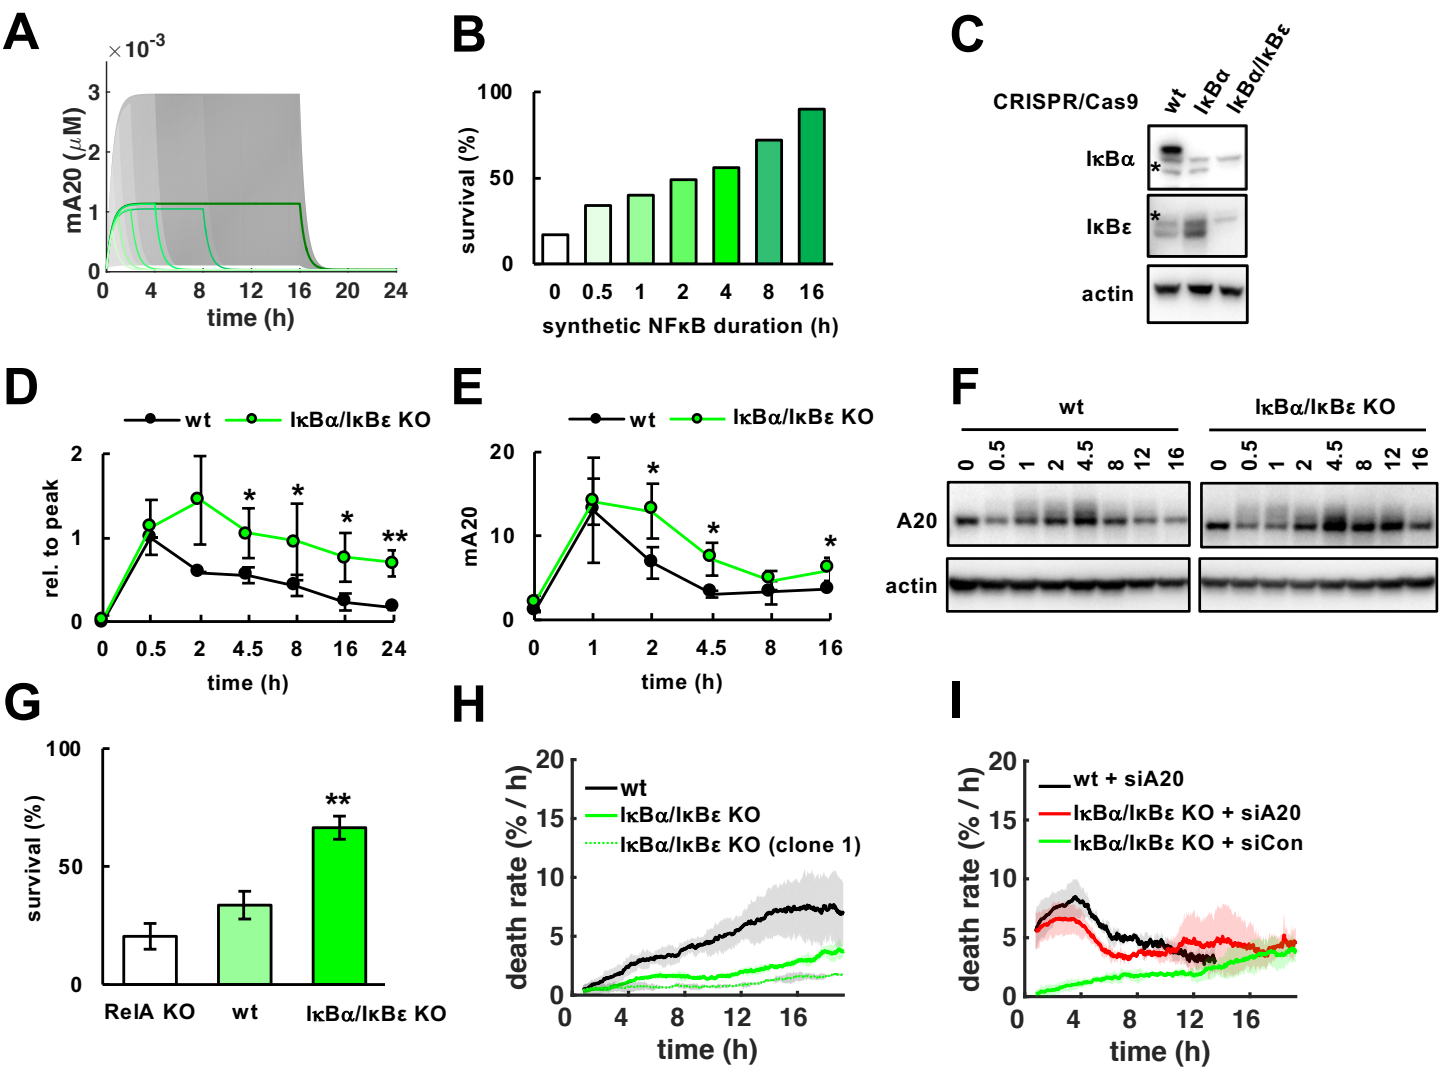 A
×10⁻³
3
2
1
0
mA20 (μM)
0 4 8 12 16 20 24
time (h)
B
100
50
0
survival (%)
0 0.5 1 2 4 8 16
synthetic NFκB duration (h)
C
CRISPR/Cas9
wt
IκBα
IκBα/IκBε
IκBα
*
IκBε
*
actin
D
wt
IκBα/IκBε KO
2
1
0
rel. to peak
* * * **
0 0.5 2 4.5 8 16 24
time (h)
E
wt
IκBα/IκBε KO
20
10
0
mA20
* * *
0 1 2 4.5 8 16
time (h)
F
wt
IκBα/IκBε KO
0 0.5 1 2 4.5 8 12 16
0 0.5 1 2 4.5 8 12 16
A20
actin
G
100
50
0
survival (%)
**
RelA KO wt IκBα/IκBε KO
H
20
15
10
5
0
death rate (% / h)
wt
IκBα/IκBε KO
IκBα/IκBε KO (clone 1)
0 4 8 12 16
time (h)
I
20
15
10
5
0
death rate (% / h)
wt + siA20
IκBα/IκBε KO + siA20
IκBα/IκBε KO + siCon
0 4 8 12 16
time (h)